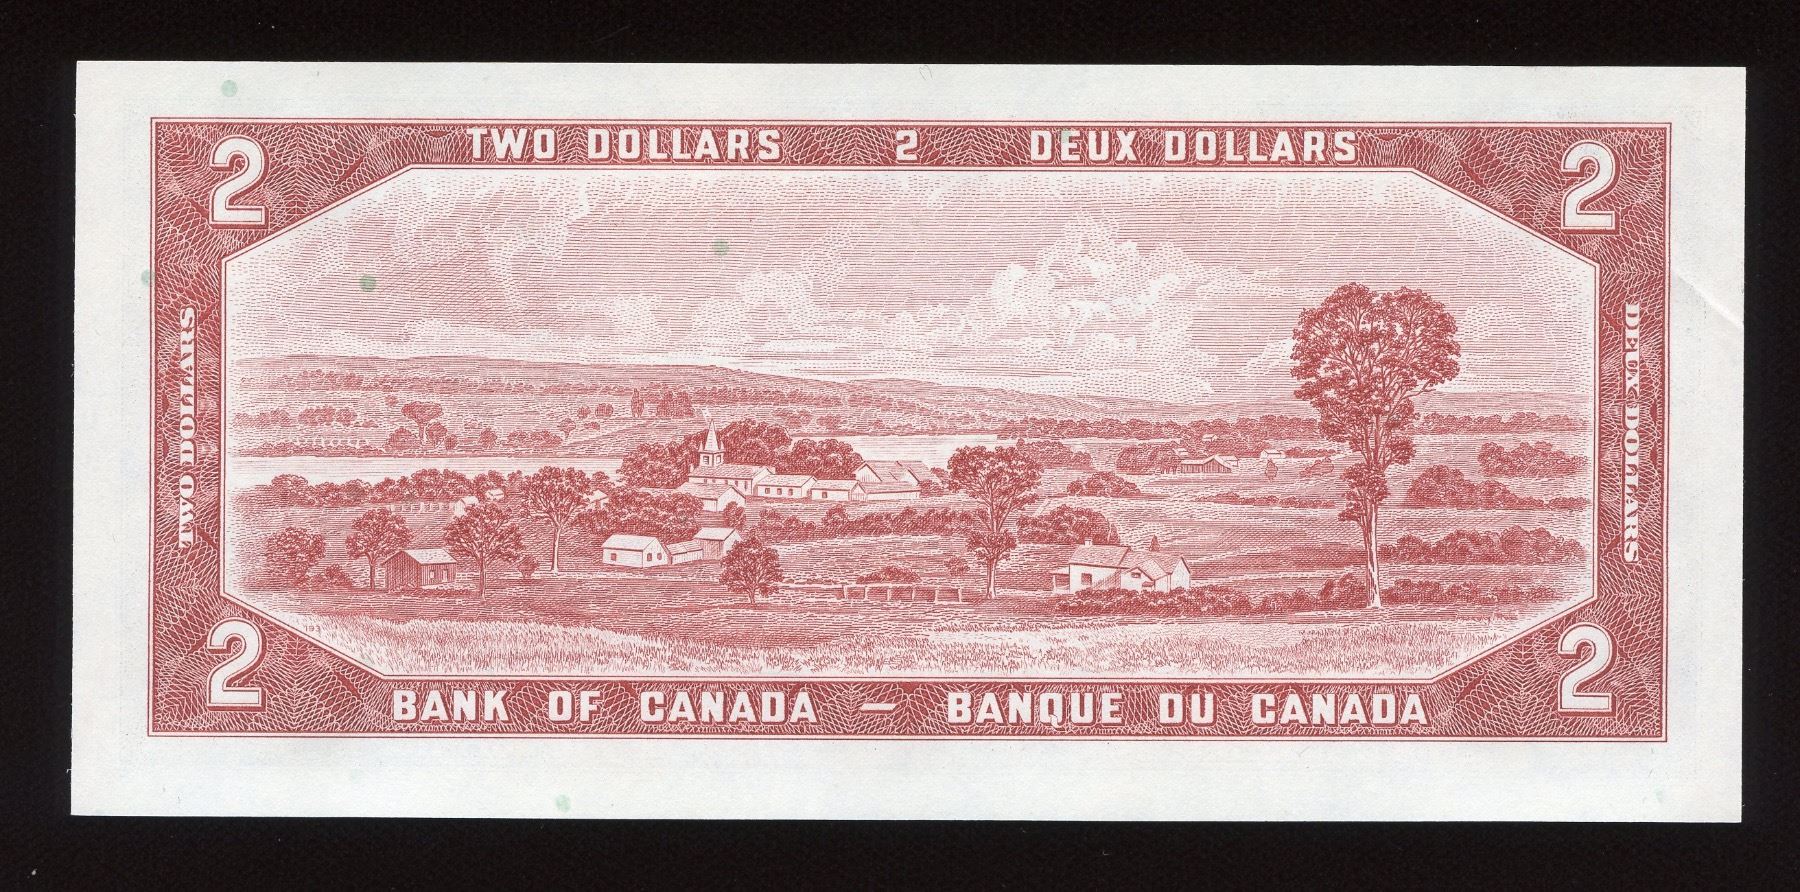 TWO DOLLARS 2 DEUX DOLLARS
2
2
TWO DOLLARS
DEUX DOLLARS
193
2
2
BANK OF CANADA — BANQUE DU CANADA